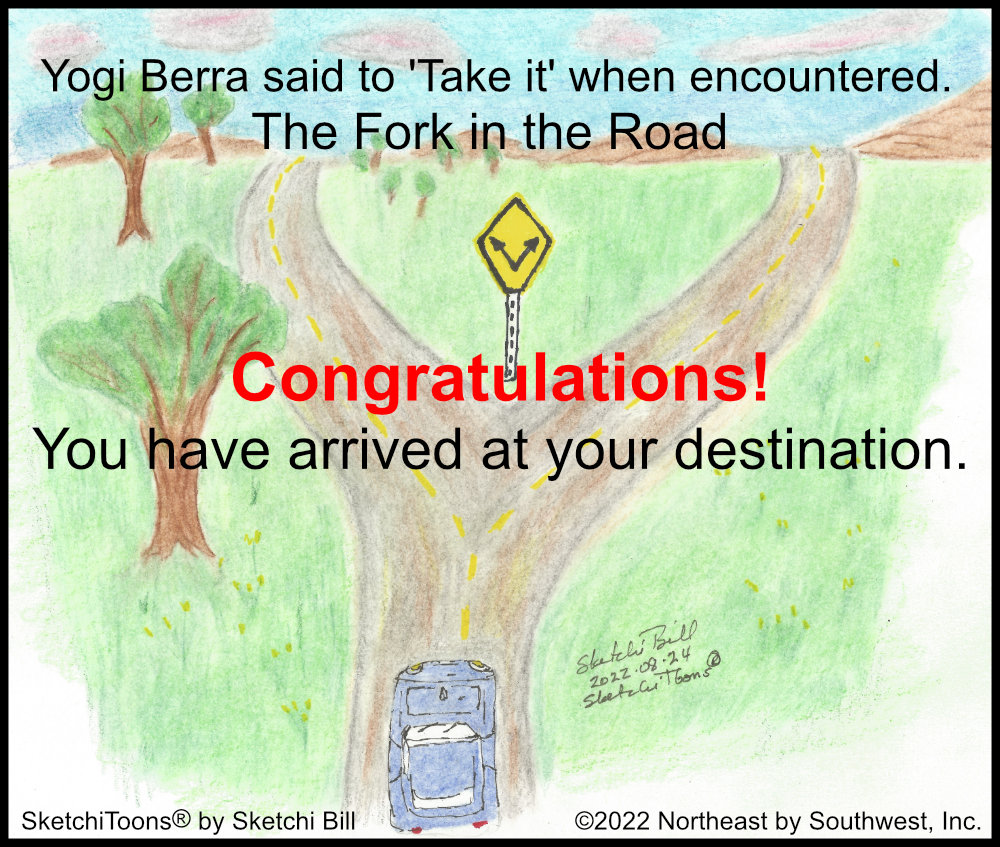 Yogi Berra said to 'Take it' when encountered.
The Fork in the Road
Congratulations!
You have arrived at your destination.
Sketchi Bill
2022.08.24
SketchiToons®
SketchiToons® by Sketchi Bill
©2022 Northeast by Southwest, Inc.